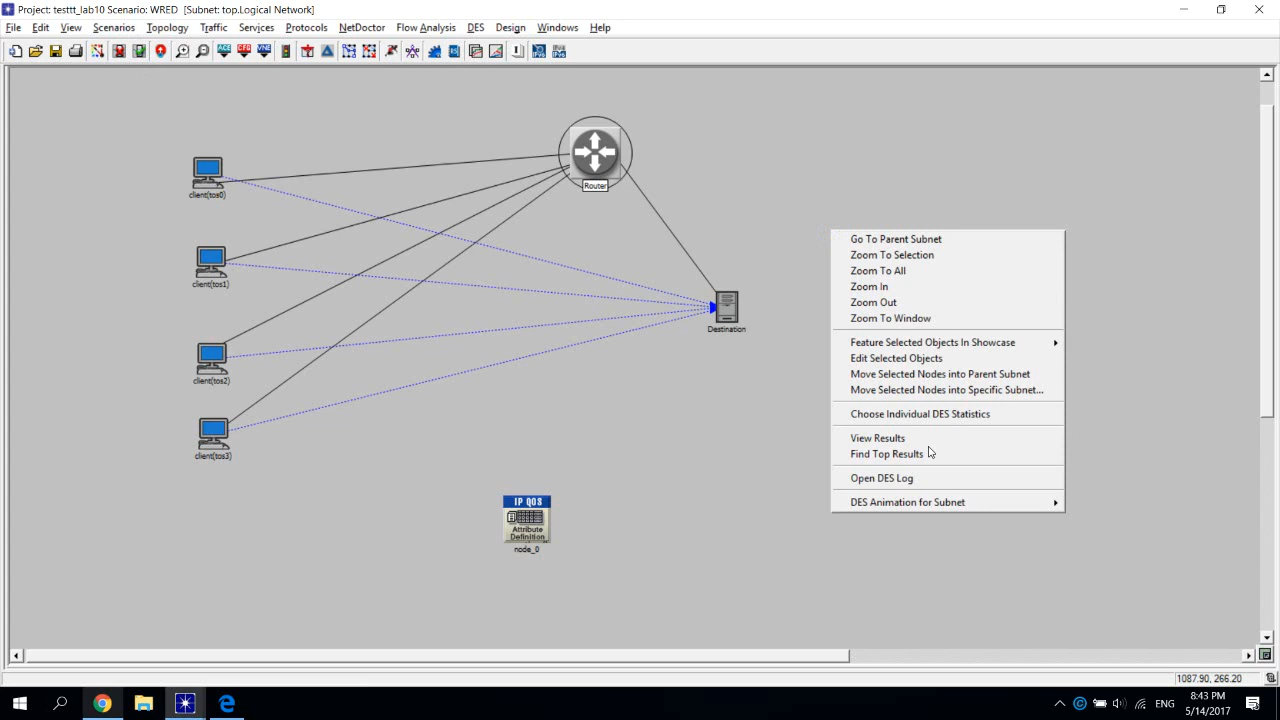 Project: testtt_lab10 Scenario: WRED [Subnet: top.Logical Network]
File Edit View Scenarios Topology Traffic Services Protocols NetDoctor Flow Analysis DES Design Windows Help
ACE CFG VNE
client(tos0)
client(tos1)
client(tos2)
client(tos3)
Router
Destination
IP QOS
Attribute
Definition
node_0
Go To Parent Subnet
Zoom To Selection
Zoom To All
Zoom In
Zoom Out
Zoom To Window
Feature Selected Objects In Showcase
Edit Selected Objects
Move Selected Nodes into Parent Subnet
Move Selected Nodes into Specific Subnet...
Choose Individual DES Statistics
View Results
Find Top Results
Open DES Log
DES Animation for Subnet
1087.90, 266.20
ENG
8:43 PM
5/14/2017